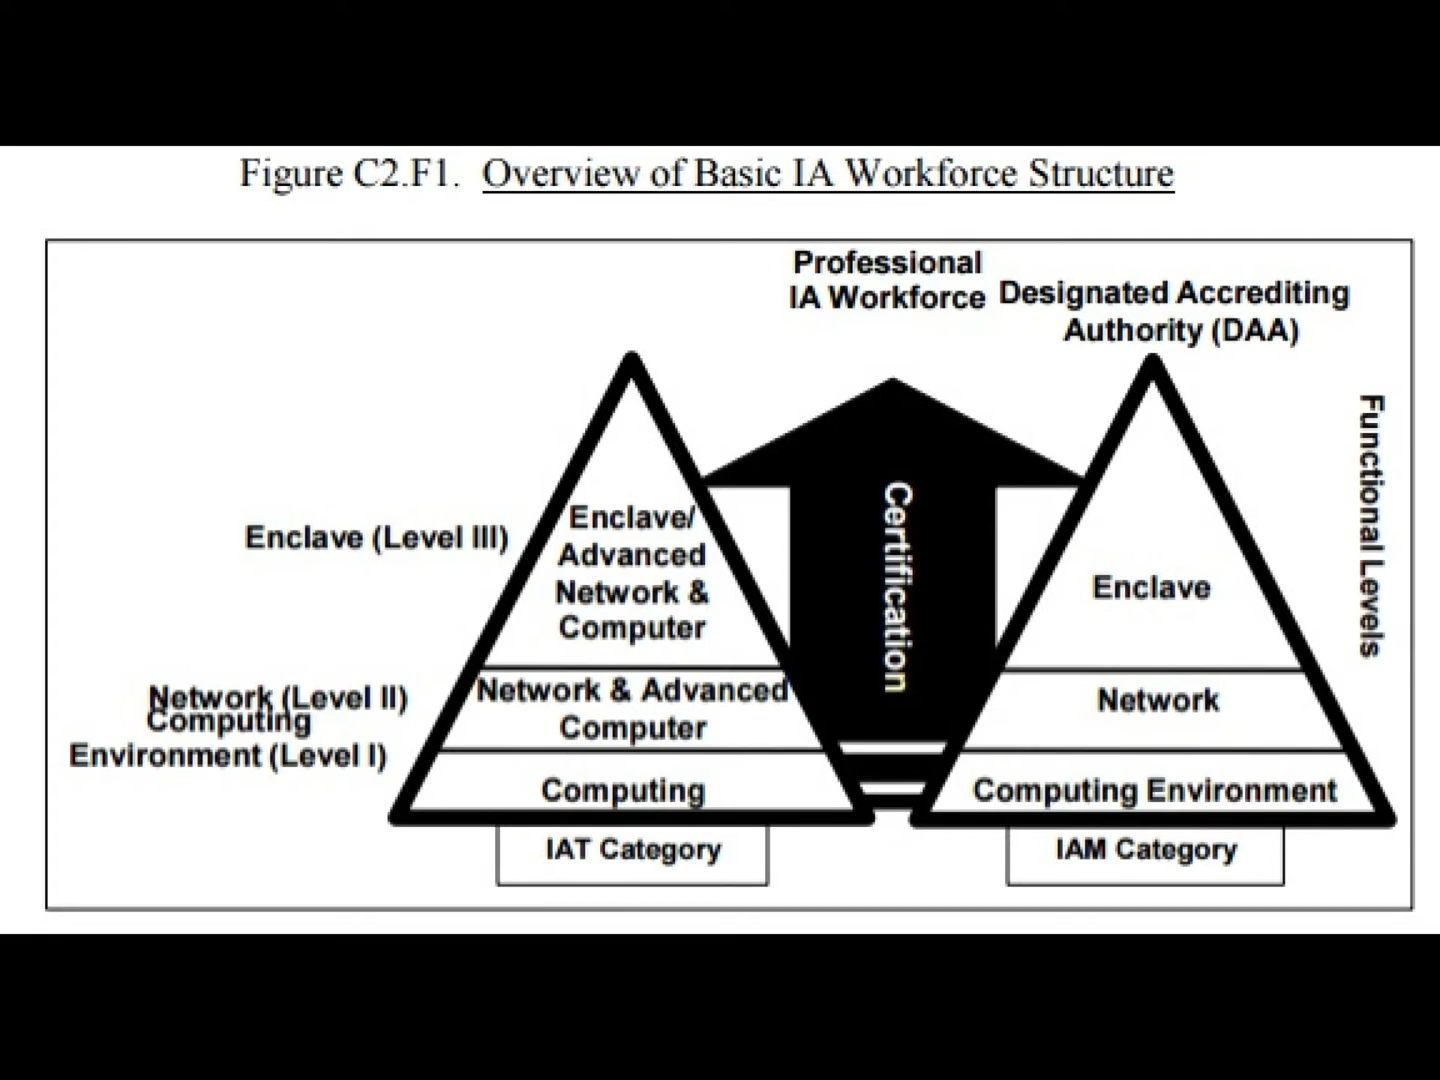 Figure C2.F1. Overview of Basic IA Workforce Structure
Professional
IA Workforce
Designated Accrediting
Authority (DAA)
Functional Levels
Certification
Enclave (Level III)
Enclave/
Advanced
Network &
Computer
Enclave
Network (Level II)
Computing
Environment (Level I)
Network & Advanced
Computer
Network
Computing
Computing Environment
IAT Category
IAM Category